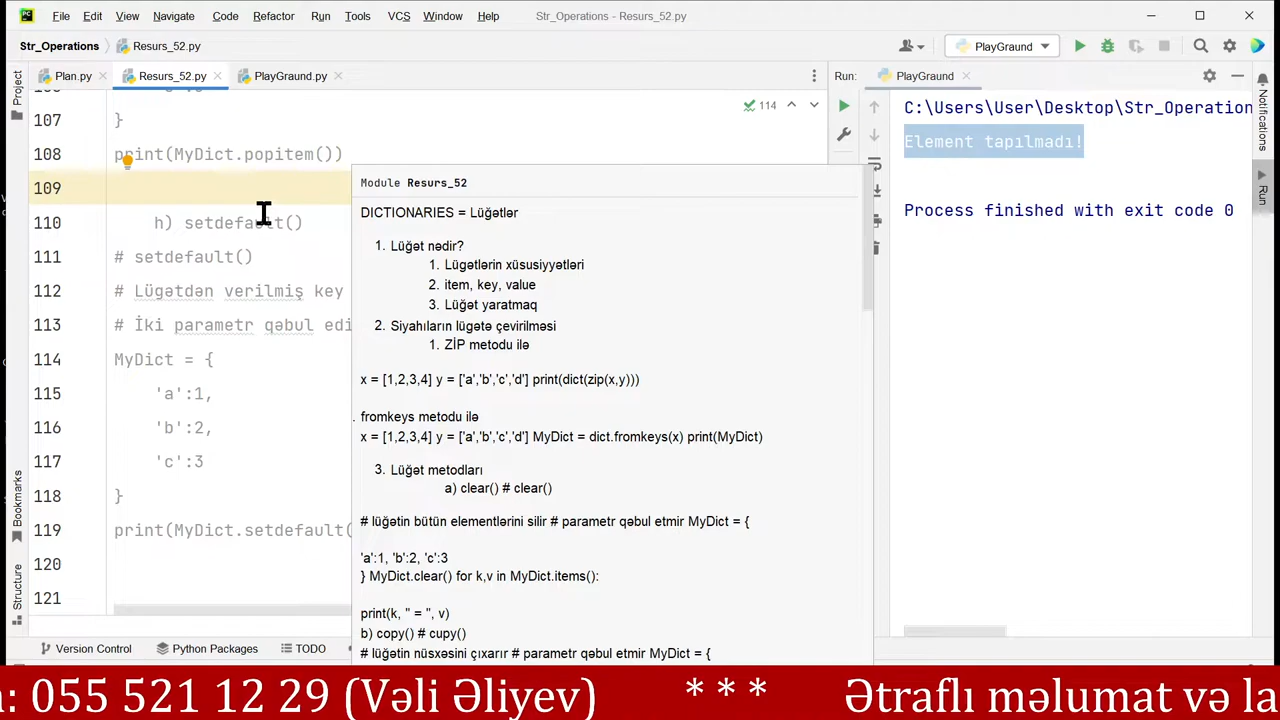 File Edit View Navigate Code Refactor Run Tools VCS Window Help Str_Operations - Resurs_52.py
Str_Operations Resurs_52.py PlayGround
Plan.py Resurs_52.py PlayGround.py Run: PlayGround
Project
Bookmarks
Structure
Notifications
Run
114
107 }
108 print(MyDict.popitem())
109
110 h) setdefault()
111 # setdefault()
112 # Lügətdən verilmiş key
113 # İki parametr qəbul edi
114 MyDict = {
115 'a':1,
116 'b':2,
117 'c':3
118 }
119 print(MyDict.setdefault(
120
121
Module Resurs_52
DICTIONARIES = Lüğətlər
1. Lüğət nədir?
1. Lügətlərin xüsusiyyətləri
2. item, key, value
3. Lüğət yaratmaq
2. Siyahıların lügətə çevirilməsi
1. ZİP metodu ilə
x = [1,2,3,4] y = ['a','b','c','d'] print(dict(zip(x,y)))
. fromkeys metodu ilə
x = [1,2,3,4] y = ['a','b','c','d'] MyDict = dict.fromkeys(x) print(MyDict)
3. Lüğət metodları
a) clear() # clear()
# lüğətin bütün elementlərini silir # parametr qəbul etmir MyDict = {
'a':1, 'b':2, 'c':3
} MyDict.clear() for k,v in MyDict.items():
print(k, " = ", v)
b) copy() # cupy()
# lüğətin nüsxəsini çıxarır # parametr qəbul etmir MyDict = {
C:\Users\User\Desktop\Str_Operation
Element tapılmadı!
Process finished with exit code 0
Version Control Python Packages TODO
: 055 521 12 29 (Vəli Əliyev) * * * Ətraflı məlumat və la